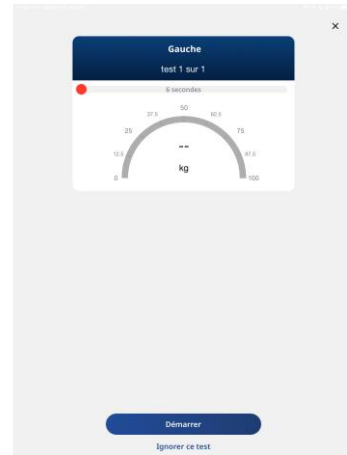 ×
Gauche
test 1 sur 1
6 secondes
50
37.5 62.5
25 75
--
12.5 87.5
kg
0 100
Démarrer
Ignorer ce test